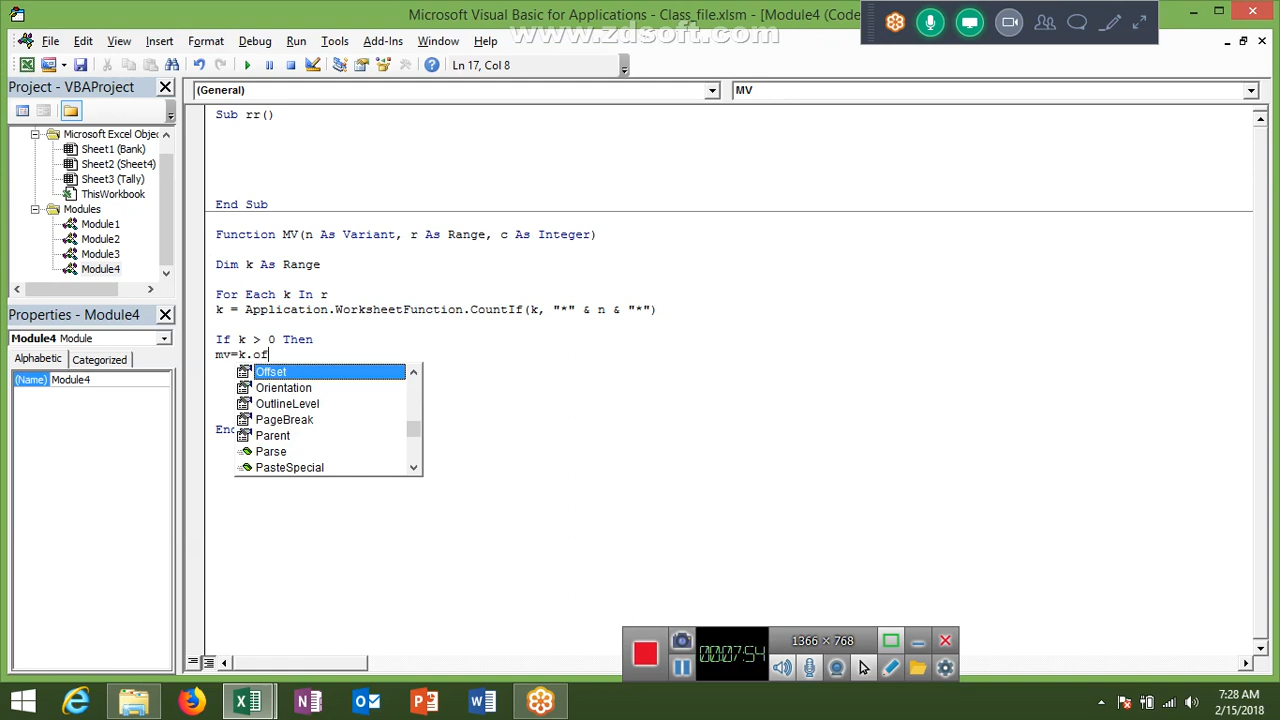 Microsoft Visual Basic for Applications - Class_file.xlsm - [Module4 (Code
www.zdsoft.com
File Edit View Insert Format Debug Run Tools Add-Ins Window Help
Ln 17, Col 8
Project - VBAProject
(General)
MV
Microsoft Excel Objec
Sheet1 (Bank)
Sheet2 (Sheet4)
Sheet3 (Tally)
ThisWorkbook
Modules
Module1
Module2
Module3
Module4
Properties - Module4
Module4 Module
Alphabetic Categorized
(Name) Module4
Sub rr()
End Sub
Function MV(n As Variant, r As Range, c As Integer)
Dim k As Range
For Each k In r
k = Application.WorksheetFunction.CountIf(k, "*" & n & "*")
If k > 0 Then
mv=k.of
Offset
Orientation
OutlineLevel
PageBreak
Parent
Parse
PasteSpecial
Enc
00:07:54
1366 × 768
7:28 AM
2/15/2018